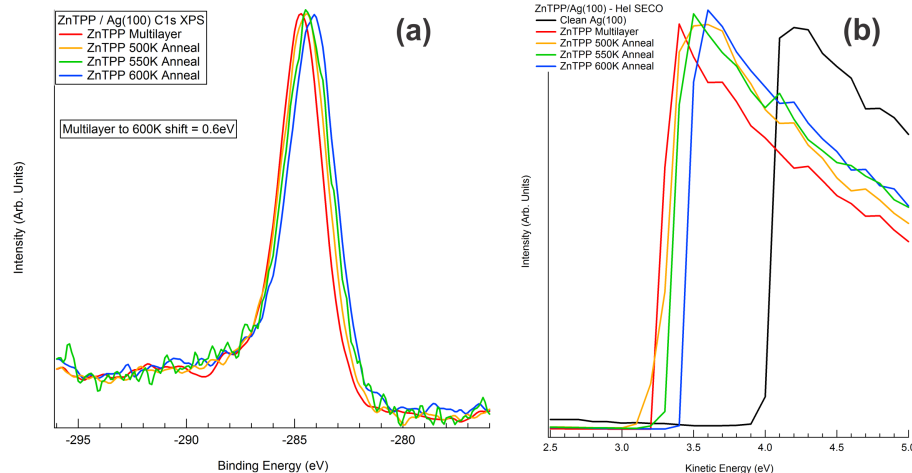 ZnTPP / Ag(100) C1s XPS
ZnTPP Multilayer
ZnTPP 500K Anneal
ZnTPP 550K Anneal
ZnTPP 600K Anneal
Multilayer to 600K shift = 0.6eV
(a)
Intensity (Arb. Units)
-295
-290
-285
-280
Binding Energy (eV)
ZnTPP/Ag(100) - HeI SECO
Clean Ag(100)
ZnTPP Multilayer
ZnTPP 500K Anneal
ZnTPP 550K Anneal
ZnTPP 600K Anneal
(b)
Intensity (Arb. Units)
2.5
3.0
3.5
4.0
4.5
5.0
Kinetic Energy (eV)